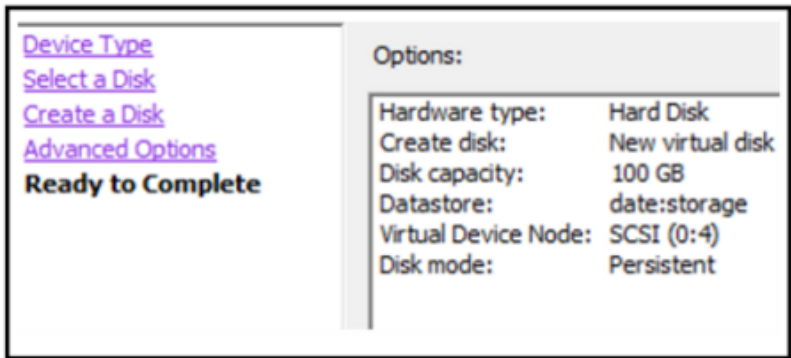 Device Type
Select a Disk
Create a Disk
Advanced Options
Ready to Complete
Options:
Hardware type: Hard Disk
Create disk: New virtual disk
Disk capacity: 100 GB
Datastore: date:storage
Virtual Device Node: SCSI (0:4)
Disk mode: Persistent